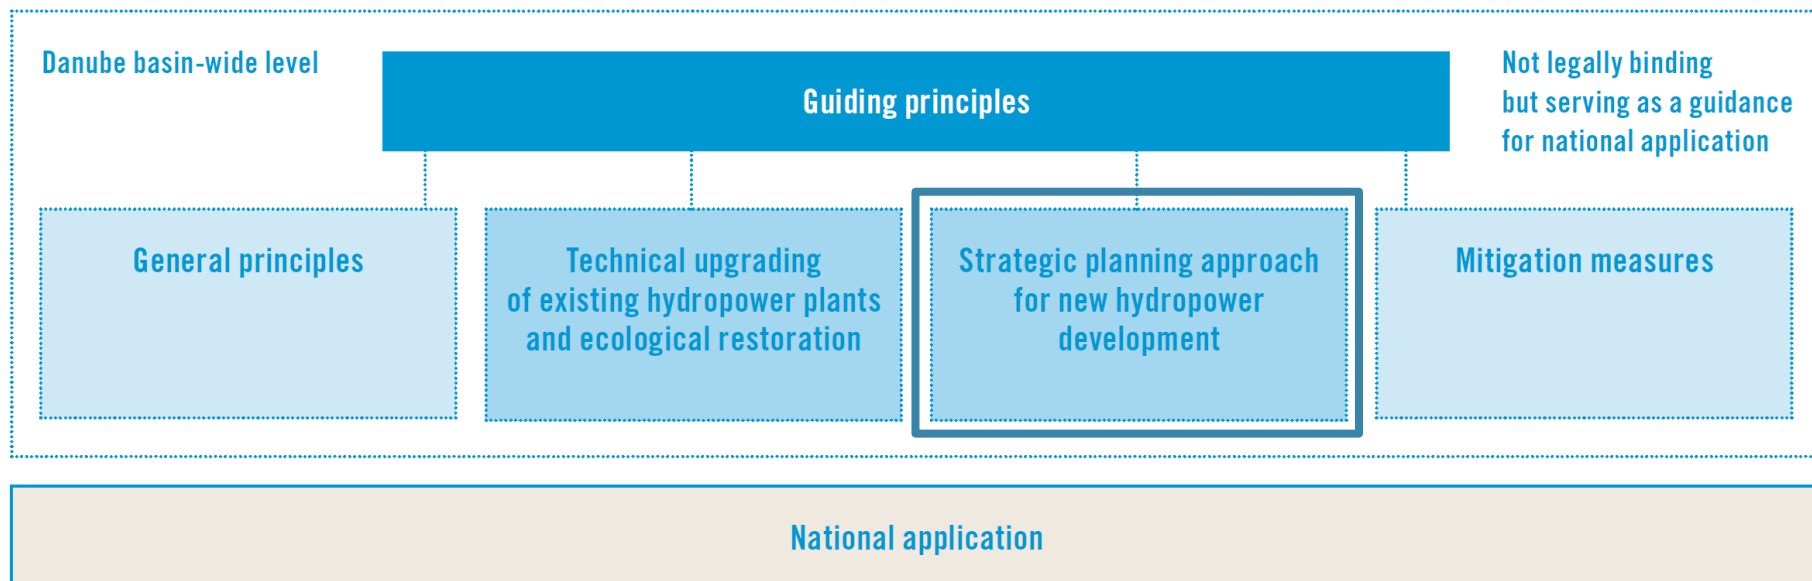 Danube basin-wide level
Guiding principles
Not legally binding
but serving as a guidance
for national application
General principles
Technical upgrading
of existing hydropower plants
and ecological restoration
Strategic planning approach
for new hydropower
development
Mitigation measures
National application